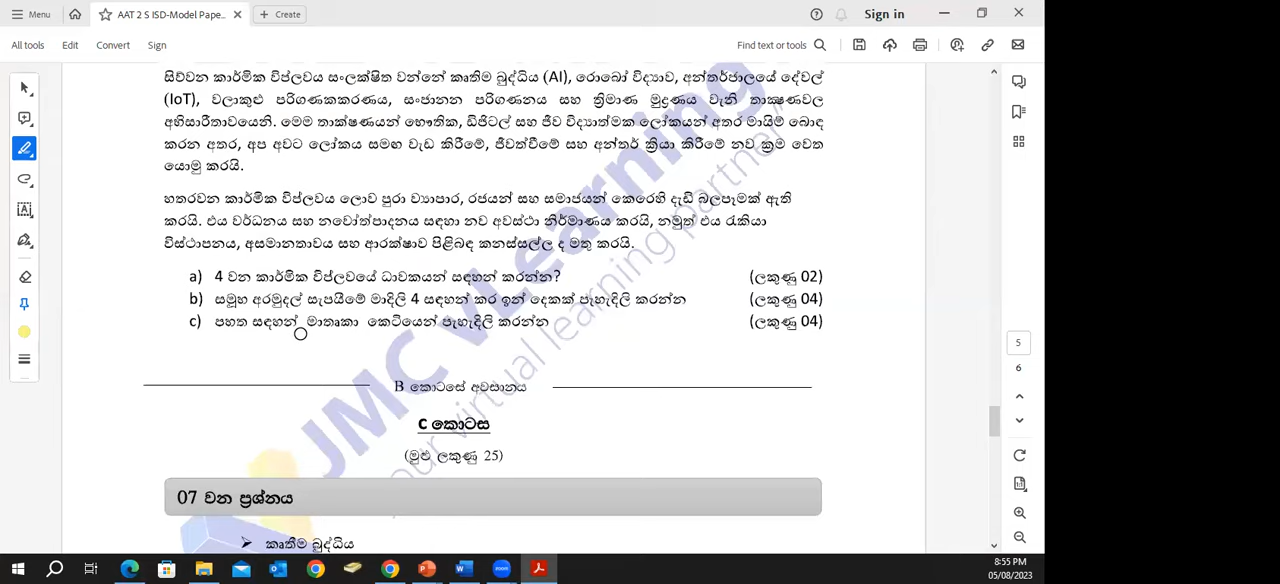 Menu
AAT 2 S ISD-Model Pape...
Create
Sign in
All tools
Edit
Convert
Sign
Find text or tools
සිව්වන කාර්මික විප්ලවය සංලක්ෂිත වන්නේ කෘතිම බුද්ධිය (AI), රොබෝ විද්‍යාව, අන්තර්ජාලයේ දේවල්
(IoT), වලාකුළු පරිගණකකරණය, සංජානන පරිගණනය සහ ත්‍රිමාණ මුද්‍රණය වැනි තාක්ෂණවල
අභිසාරීතාවයෙනි. මෙම තාක්ෂණයන් භෞතික, ඩිජිටල් සහ ජීව විද්‍යාත්මක ලෝකයන් අතර මායිම් බොඳ
කරන අතර, අප අවට ලෝකය සමඟ වැඩ කිරීමේ, ජීවත්වීමේ සහ අන්තර් ක්‍රියා කිරීමේ නව ක්‍රම වෙත
යොමු කරයි.
හතරවන කාර්මික විප්ලවය ලොව පුරා ව්‍යාපාර, රජයන් සහ සමාජයන් කෙරෙහි දැඩි බලපෑමක් ඇති
කරයි. එය වර්ධනය සහ නවෝත්පාදනය සඳහා නව අවස්ථා නිර්මාණය කරයි, නමුත් එය රැකියා
විස්ථාපනය, අසමානතාවය සහ ආරක්ෂාව පිළිබඳ කනස්සල්ල ද මතු කරයි.
a) 4 වන කාර්මික විප්ලවයේ ධාවකයන් සඳහන් කරන්න? (ලකුණු 02)
b) සමූහ අරමුදල් සැපයීමේ මාදිලි 4 සඳහන් කර ඉන් දෙකක් පැහැදිලි කරන්න (ලකුණු 04)
c) පහත සඳහන් මාතෘකා කෙටියෙන් පැහැදිලි කරන්න (ලකුණු 04)
B කොටසේ අවසානය
C කොටස
(මුළු ලකුණු 25)
07 වන ප්‍රශ්නය
➤ කෘතීම බුද්ධිය
JMC vLearning
your virtual learning partner
5
6
8:55 PM
05/08/2023